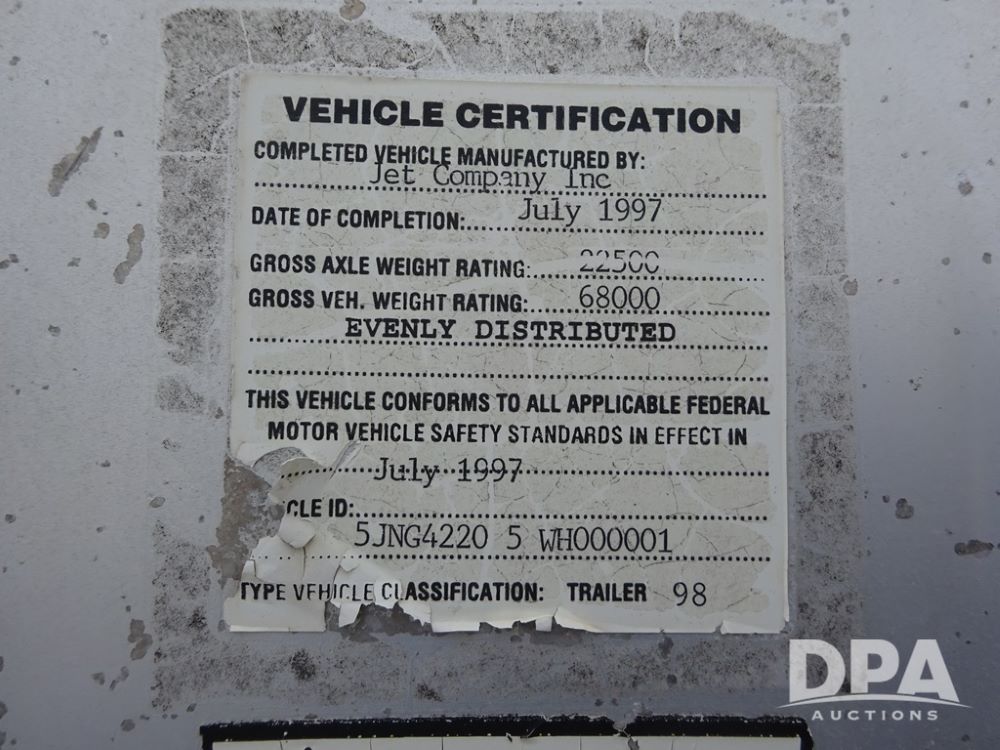 VEHICLE CERTIFICATION
COMPLETED VEHICLE MANUFACTURED BY:
Jet Company Inc
DATE OF COMPLETION: July 1997
GROSS AXLE WEIGHT RATING: 22500
GROSS VEH. WEIGHT RATING: 68000
EVENLY DISTRIBUTED
THIS VEHICLE CONFORMS TO ALL APPLICABLE FEDERAL
MOTOR VEHICLE SAFETY STANDARDS IN EFFECT IN
July 1997
CLE ID:
5JNG4220 5 WH000001
TYPE VEHICLE CLASSIFICATION: TRAILER 98
DPA
AUCTIONS